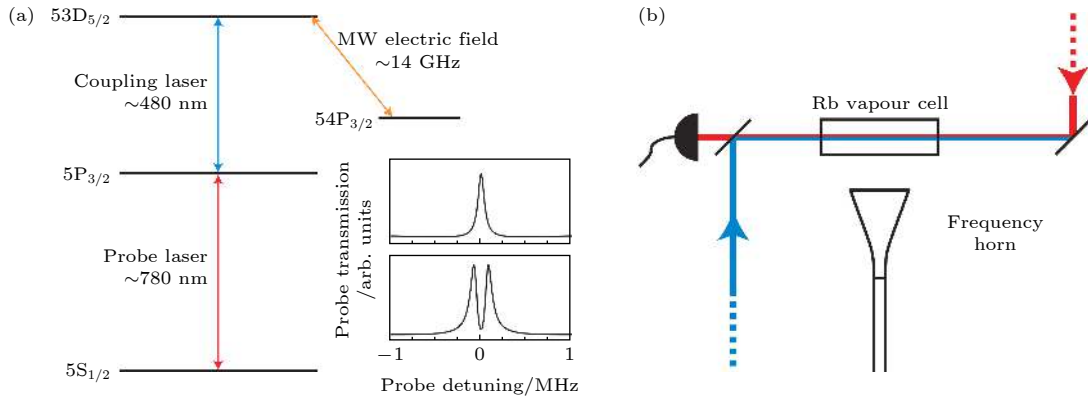 (a)
53D5/2
MW electric field
~14 GHz
Coupling laser
~480 nm
54P3/2
5P3/2
Probe laser
~780 nm
5S1/2
Probe transmission
/arb. units
−1
0
1
Probe detuning/MHz
(b)
Rb vapour cell
Frequency
horn